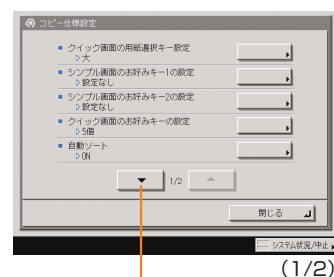 コピー仕様設定
クイック画面の用紙選択キー設定
大
シンプル画面のお好みキー1の設定
設定なし
シンプル画面のお好みキー2の設定
設定なし
クイック画面のお好みキーの設定
5個
自動ソート
ON
1/2
閉じる
システム状況/中止
(1/2)